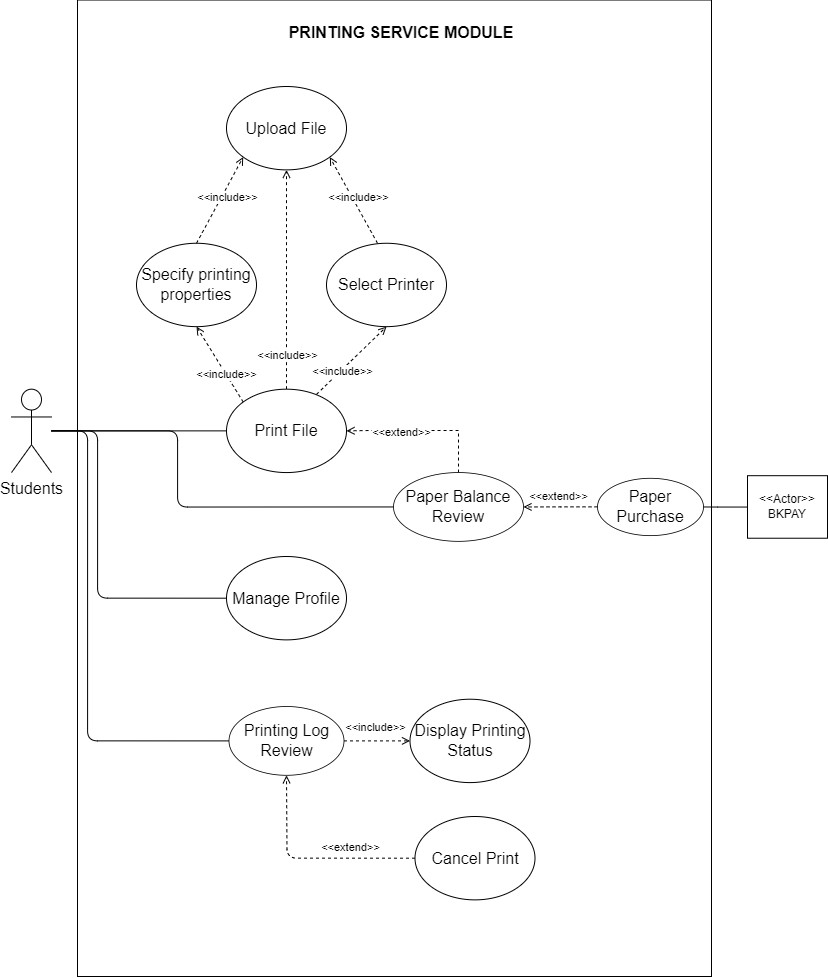 PRINTING SERVICE MODULE
Upload File
<<include>>
<<include>>
Specify printing
properties
Select Printer
<<include>>
<<include>>
<<include>>
Print File
<<extend>>
Students
Paper Balance
Review
<<extend>>
Paper
Purchase
<<Actor>>
BKPAY
Manage Profile
Printing Log
Review
<<include>>
Display Printing
Status
<<extend>>
Cancel Print